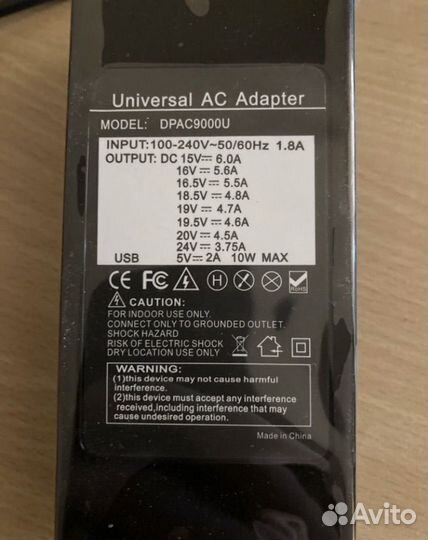 Universal AC Adapter
MODEL: DPAC9000U
INPUT:100-240V~50/60Hz 1.8A
OUTPUT: DC 15V⎓ 6.0A
16V ⎓ 5.6A
16.5V ⎓ 5.5A
18.5V ⎓ 4.8A
19V ⎓ 4.7A
19.5V ⎓ 4.6A
20V ⎓ 4.5A
24V ⎓ 3.75A
USB 5V⎓ 2A 10W MAX
CE FC H RoHS
CAUTION:
FOR INDOOR USE ONLY.
CONNECT ONLY TO GROUNDED OUTLET.
SHOCK HAZARD
RISK OF ELECTRIC SHOCK
DRY LOCATION USE ONLY
WARNING:
(1)this device may not cause harmful
interference.
(2)this device must accept any interference
received,including interference that may
cause undesired operation.
Made in China
Avito